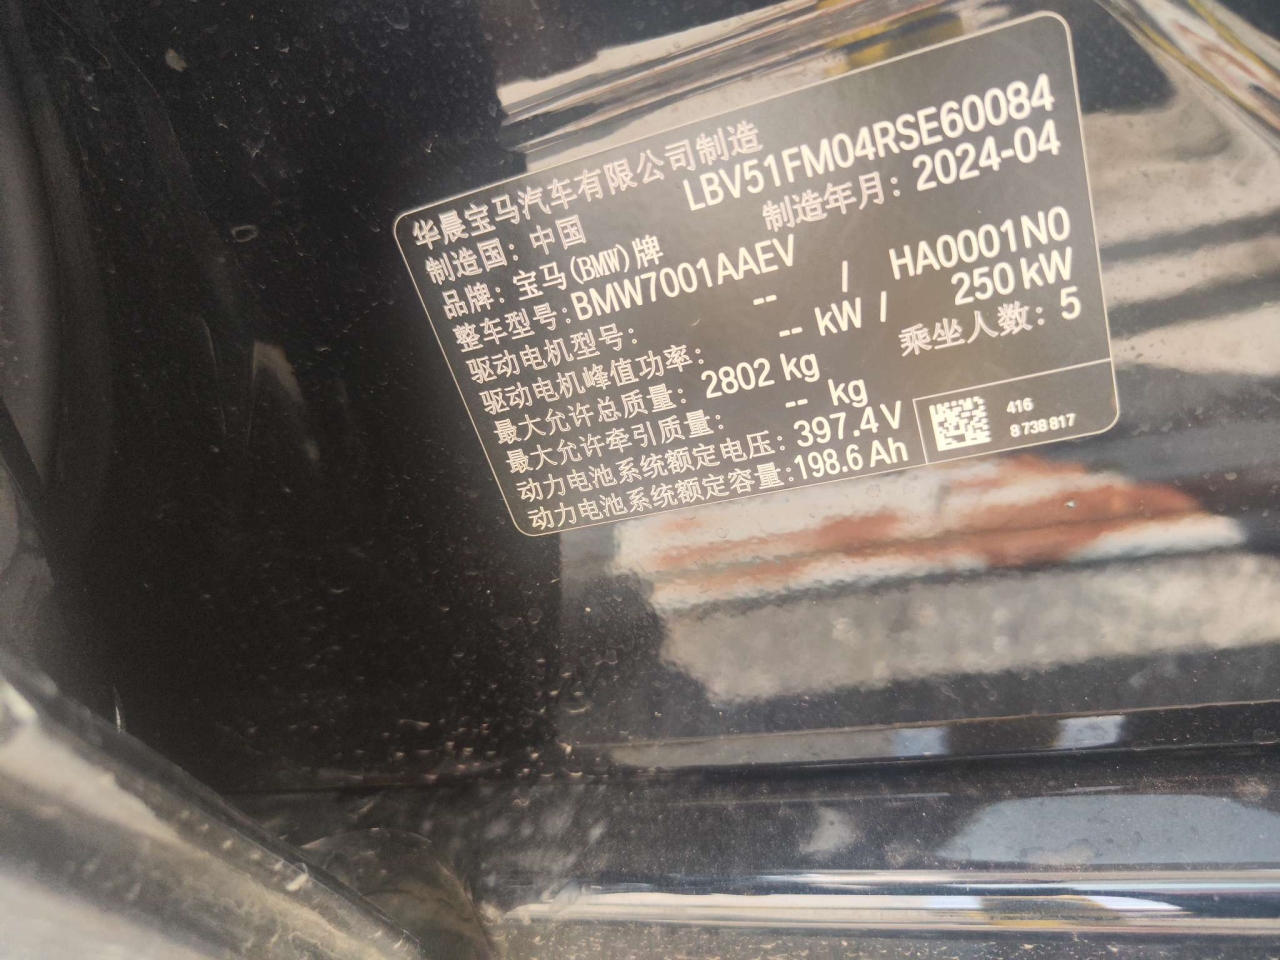 华晨宝马汽车有限公司制造
LBV51FM04RSE60084
制造国：中国
制造年月：2024-04
品牌：宝马(BMW)牌
整车型号:BMW7001AAEV
驱动电机型号： -- / HA0001N0
驱动电机峰值功率： -- kW / 250 kW
最大允许总质量：2802 kg 乘坐人数：5
最大允许牵引质量： -- kg
动力电池系统额定电压：397.4 V
动力电池系统额定容量:198.6 Ah
416
8 738 817